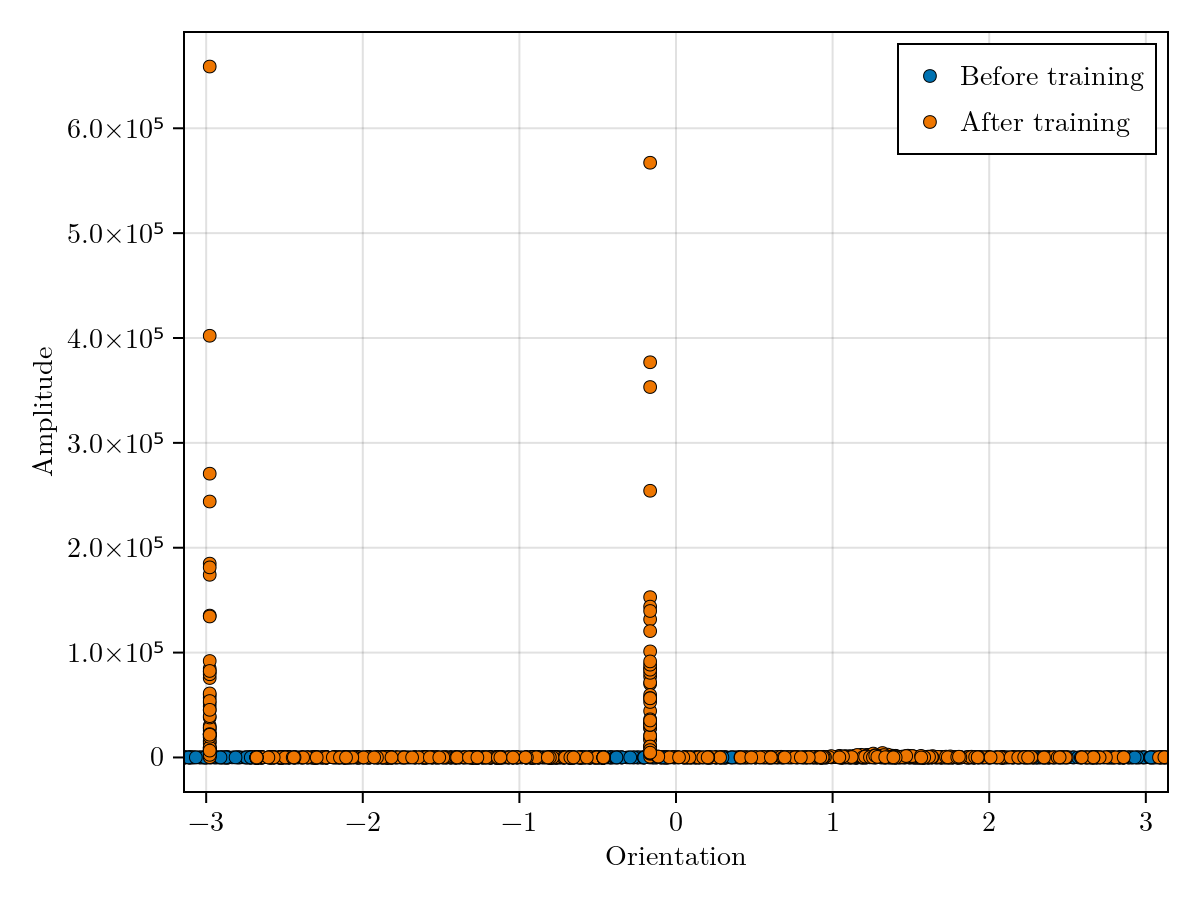 Before training
After training
6.0×10⁵
5.0×10⁵
4.0×10⁵
3.0×10⁵
2.0×10⁵
1.0×10⁵
0
Amplitude
−3 −2 −1 0 1 2 3
Orientation